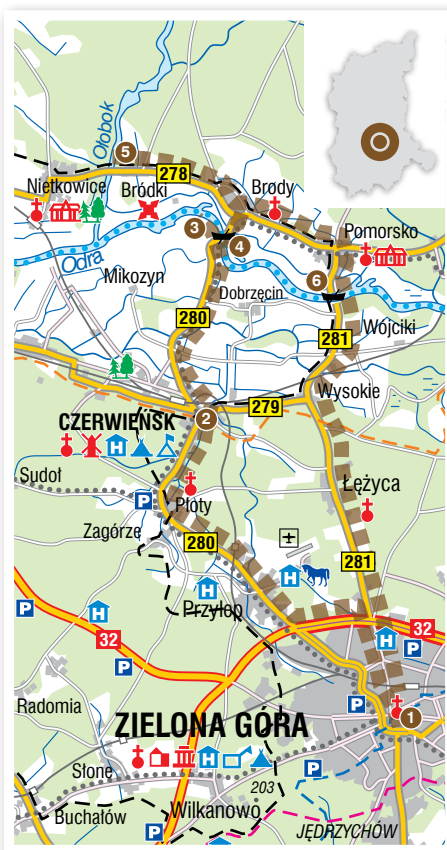 Ołobok
5
278
Nietkowice
Bródki
Brody
3
4
Pomorsko
Odra
6
Mikozyn
Dobrzęcin
280
281
Wójciki
Wysokie
279
CZERWIEŃSK
2
Sudoł
P
H
Łężyca
Płoty
Zagórze
280
H
281
H
Przylep
H
32
32
H
P
P
P
Radomia
1
ZIELONA GÓRA
H
P
Słone
P
203
Buchałów
Wilkanowo
P
P
JĘDRZYCHÓW